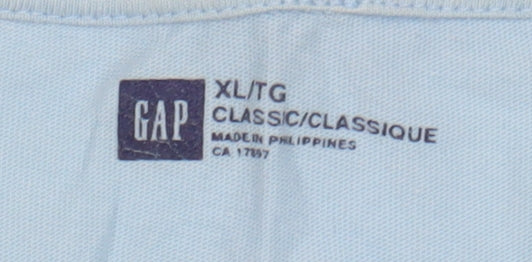 GAP
XL/TG
CLASSIC/CLASSIQUE
MADE IN PHILIPPINES
CA 17897